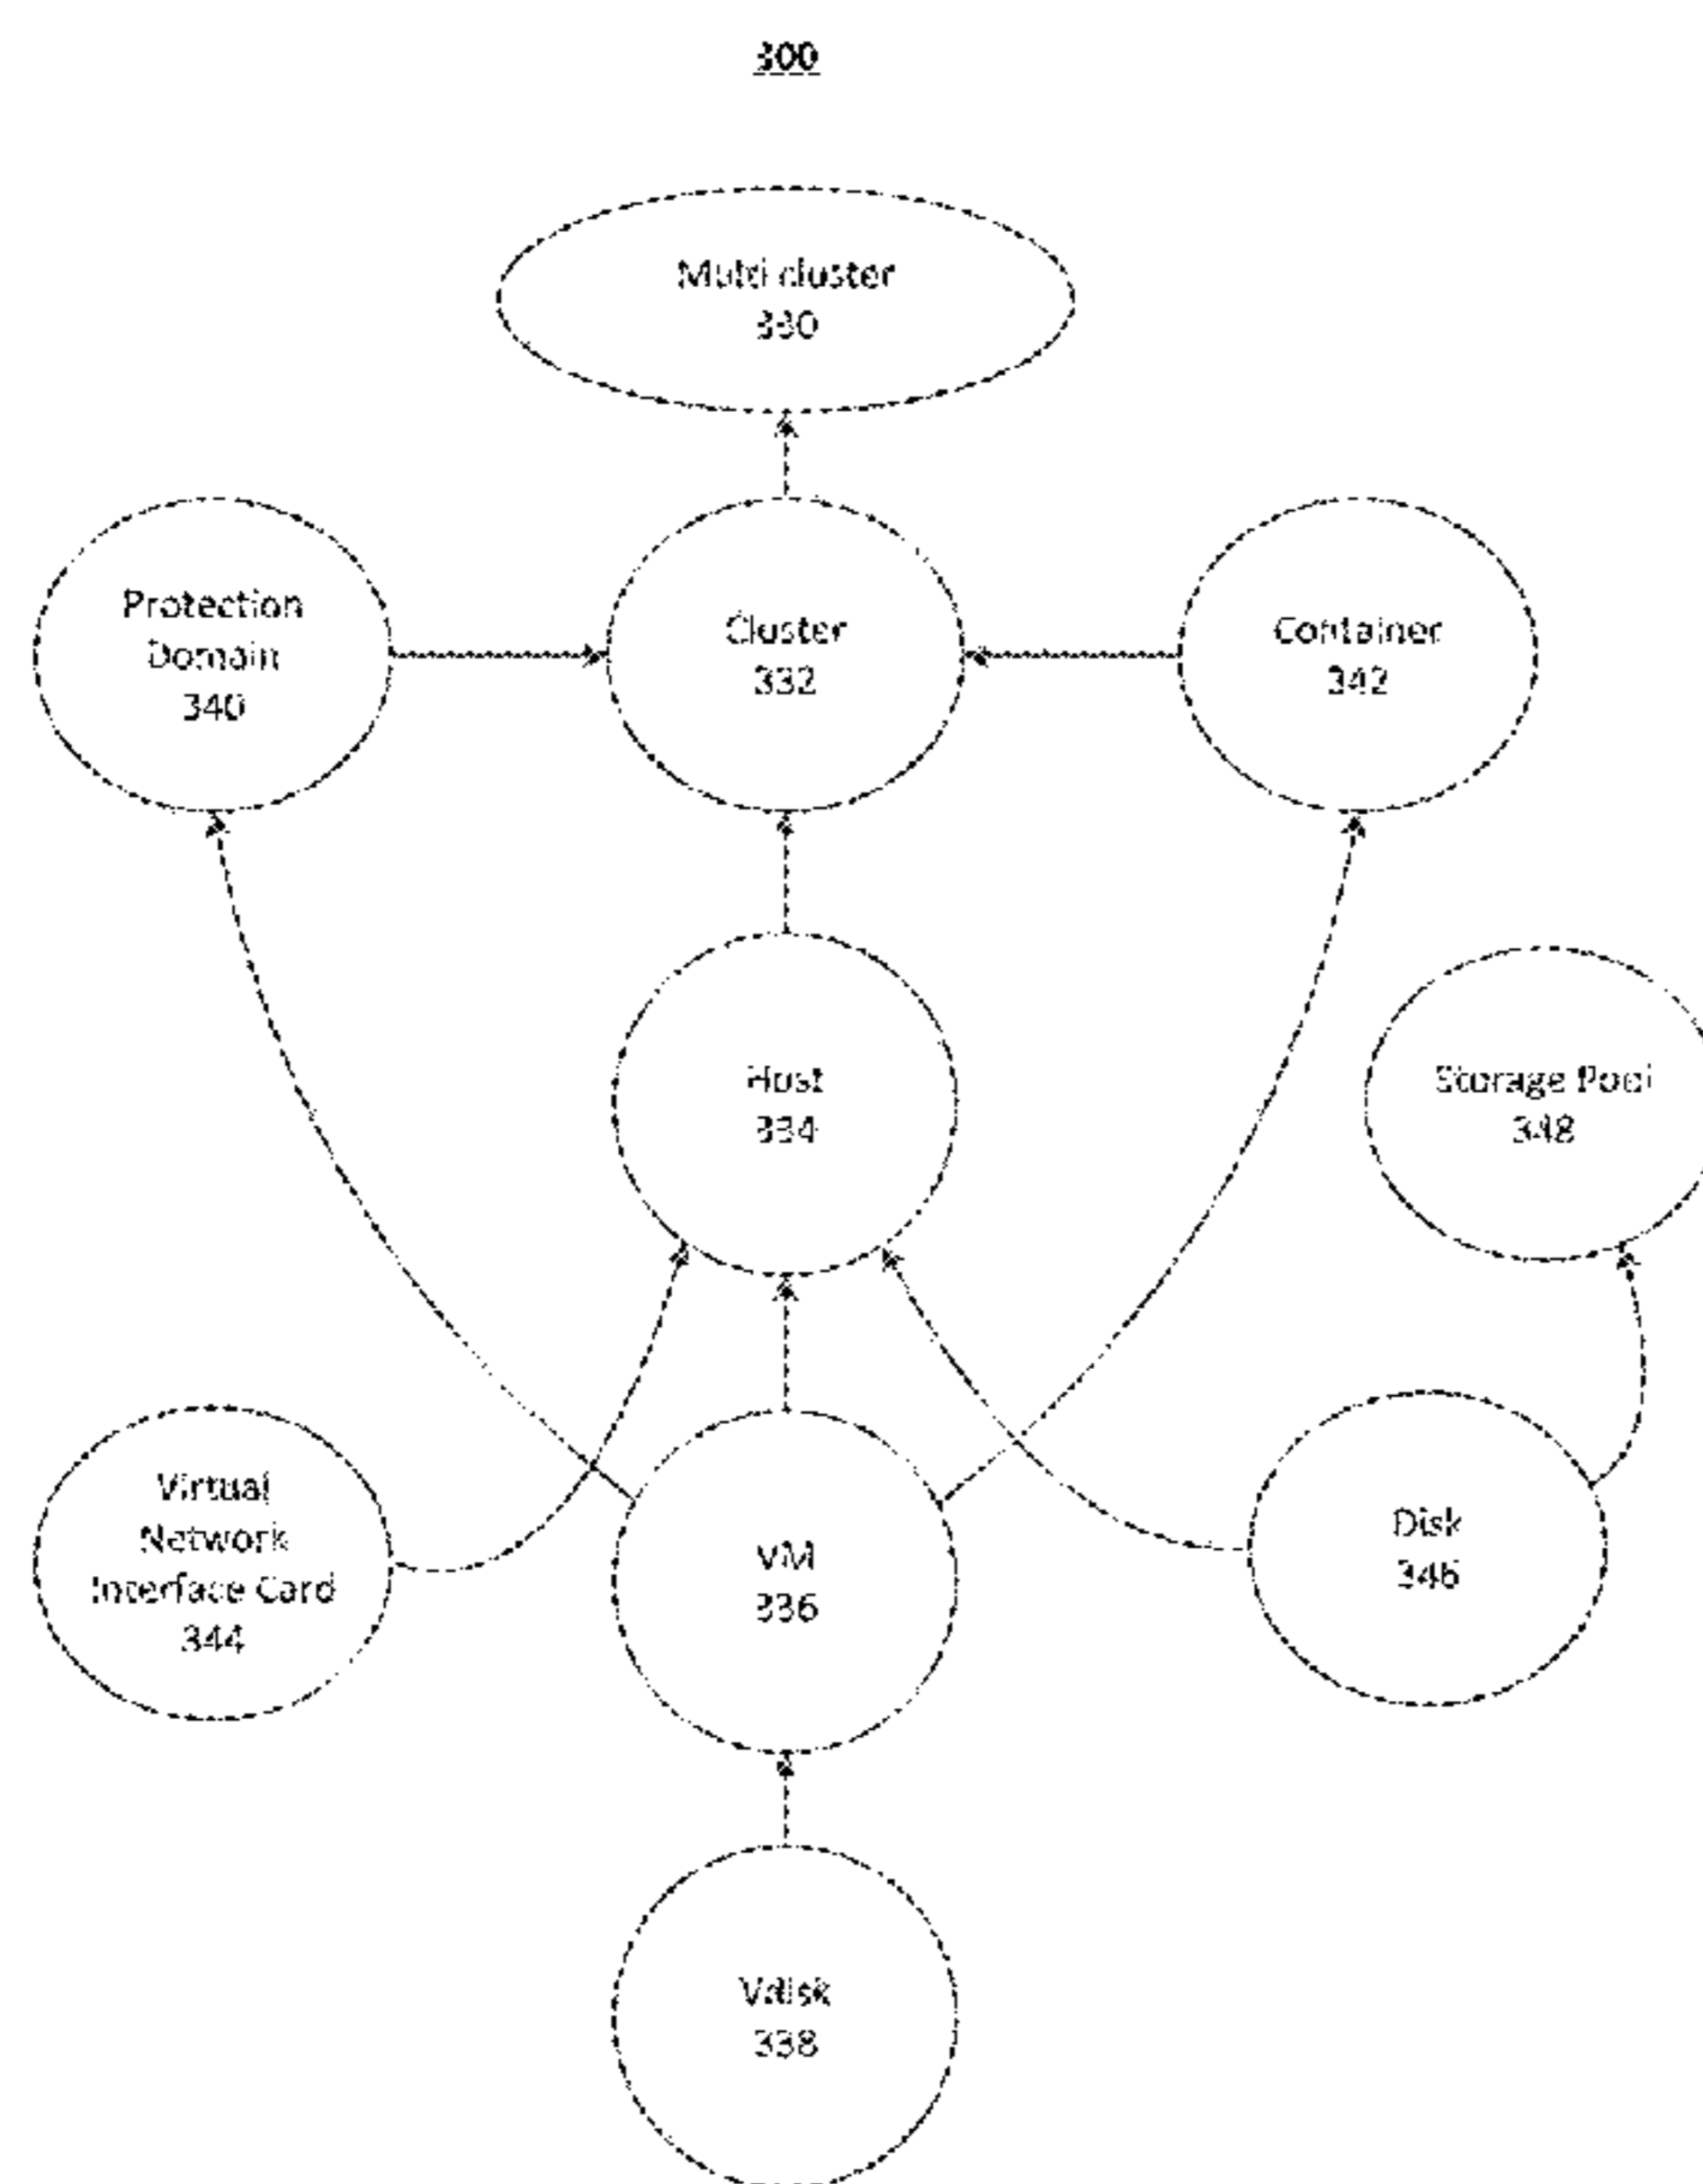 300
Multi cluster
330
Protection
Domain
340
Cluster
332
Container
342
Host
334
Storage Pool
348
Virtual
Network
Interface Card
344
VM
336
Disk
346
Vdisk
338